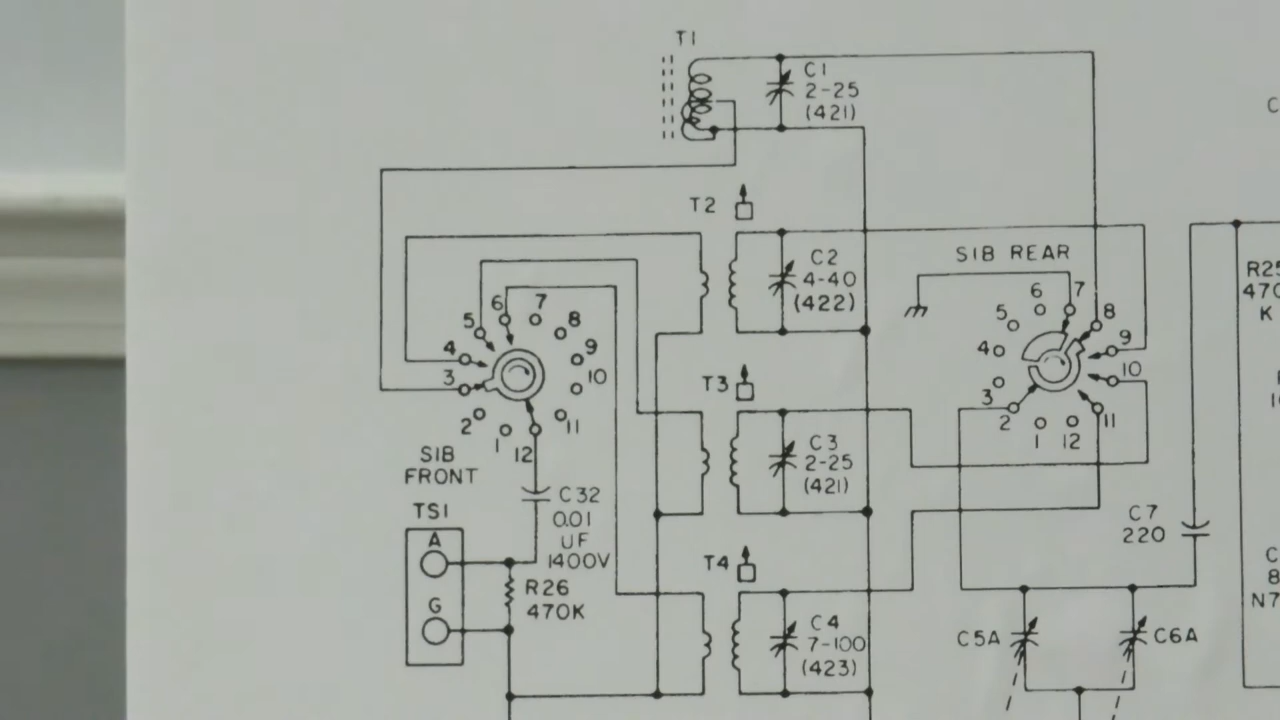 T1
C1
2-25
(421)
C
T2
C2
4-40
(422)
S1B REAR
6
7
8
5
9
4
10
3
2
11
1
12
R25
470
K
6
7
5
8
4
9
3
10
2
11
1
12
S1B
FRONT
T3
C3
2-25
(421)
C32
0.01
UF
1400V
TS1
A
G
R26
470K
C7
220
T4
C4
7-100
(423)
C5A
C6A
C
8
N7